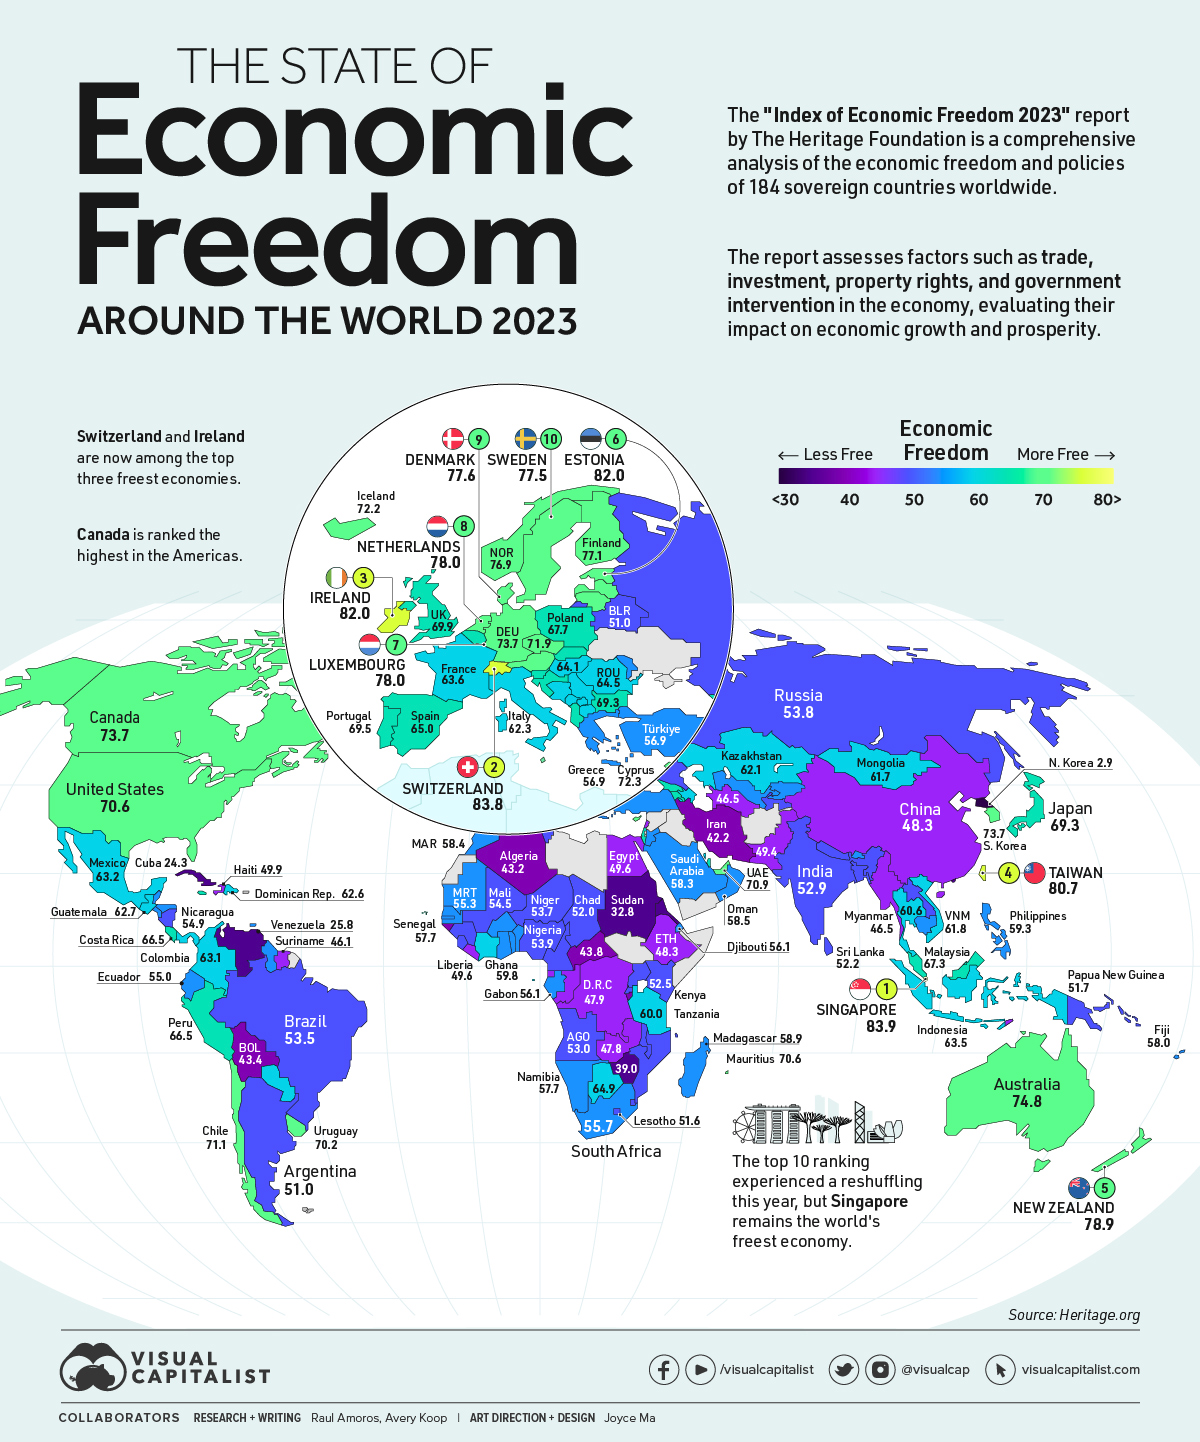 THE STATE OF
Economic
Freedom
AROUND THE WORLD 2023
The "Index of Economic Freedom 2023" report
by The Heritage Foundation is a comprehensive
analysis of the economic freedom and policies
of 184 sovereign countries worldwide.
The report assesses factors such as trade,
investment, property rights, and government
intervention in the economy, evaluating their
impact on economic growth and prosperity.
Switzerland and Ireland
are now among the top
three freest economies.
Canada is ranked the
highest in the Americas.
Economic
Freedom
← Less Free
More Free →
<30 40 50 60 70 80>
9
DENMARK
77.6
10
SWEDEN
77.5
6
ESTONIA
82.0
Iceland
72.2
8
NETHERLANDS
78.0
NOR
76.9
Finland
77.1
3
IRELAND
82.0
UK
69.9
BLR
51.0
Poland
67.7
DEU
73.7
71.9
7
LUXEMBOURG
78.0
France
63.6
64.1
ROU
64.5
69.3
Portugal
69.5
Spain
65.0
Italy
62.3
Türkiye
56.9
Greece
56.9
Cyprus
72.3
2
SWITZERLAND
83.8
Canada
73.7
United States
70.6
Mexico
63.2
Cuba 24.3
Haiti 49.9
Dominican Rep. 62.6
Guatemala 62.7
Nicaragua
54.9
Costa Rica 66.5
Venezuela 25.8
Suriname 46.1
Colombia 63.1
Ecuador 55.0
Peru
66.5
Brazil
53.5
BOL
43.4
Chile
71.1
Uruguay
70.2
Argentina
51.0
MAR 58.4
Algeria
43.2
Egypt
49.6
MRT
55.3
Mali
54.5
Niger
53.7
Chad
52.0
Sudan
32.8
Senegal
57.7
Nigeria
53.9
43.8
ETH
48.3
Liberia
49.6
Ghana
59.8
Gabon 56.1
D.R.C
47.9
52.5
Kenya
60.0
Tanzania
AGO
53.0
47.8
39.0
Namibia
57.7
64.9
55.7
South Africa
Lesotho 51.6
Madagascar 58.9
Mauritius 70.6
Djibouti 56.1
Russia
53.8
Kazakhstan
62.1
Mongolia
61.7
46.5
Iran
42.2
49.4
China
48.3
N. Korea 2.9
Japan
69.3
73.7
S. Korea
4
TAIWAN
80.7
Saudi
Arabia
58.3
UAE
70.9
Oman
58.5
India
52.9
Sri Lanka
52.2
Myanmar
46.5
60.6
VNM
61.8
Philippines
59.3
Malaysia
67.3
1
SINGAPORE
83.9
Indonesia
63.5
Papua New Guinea
51.7
Fiji
58.0
Australia
74.8
5
NEW ZEALAND
78.9
The top 10 ranking
experienced a reshuffling
this year, but Singapore
remains the world's
freest economy.
Source: Heritage.org
VISUAL
CAPITALIST
/visualcapitalist
@visualcap
visualcapitalist.com
COLLABORATORS RESEARCH + WRITING Raul Amoros, Avery Koop | ART DIRECTION + DESIGN Joyce Ma